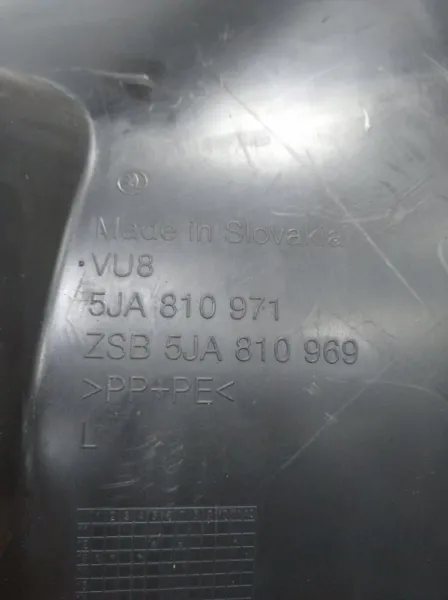 Made in Slovakia
VU8
5JA 810 971
ZSB 5JA 810 969
>PP+PE<
L